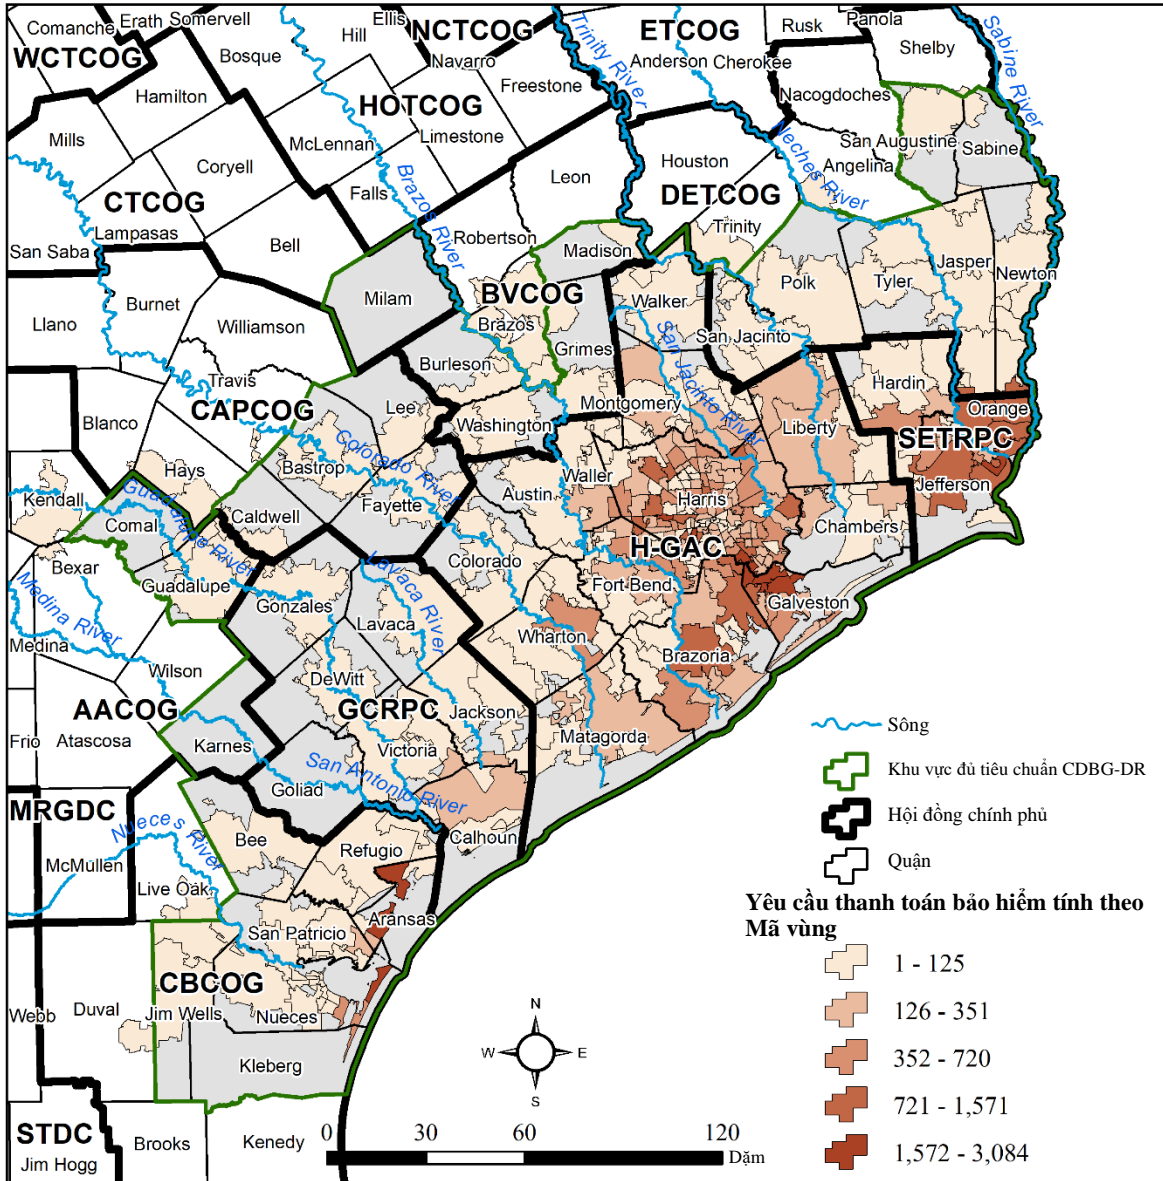 Comanche
Erath
Somervell
Ellis
Hill
NCTCOG
Navarro
ETCOG
Rusk
Panola
Shelby
Sabine River
WCTCOG
Bosque
Trinity River
Anderson
Cherokee
Freestone
Nacogdoches
Hamilton
HOTCOG
Limestone
Mills
McLennan
Neches River
San Augustine
Sabine
Coryell
Houston
Angelina
Falls
Brazos River
Leon
DETCOG
CTCOG
Lampasas
Trinity
San Saba
Bell
Robertson
Madison
Jasper
Newton
Burnet
Milam
BVCOG
Walker
Polk
Tyler
Llano
Williamson
Brazos
San Jacinto
San Jacinto River
Grimes
Burleson
Travis
Hardin
CAPCOG
Lee
Montgomery
Orange
Blanco
Washington
Liberty
SETRPC
Colorado River
Hays
Bastrop
Waller
Jefferson
Kendall
Guadalupe River
Austin
Harris
Fayette
Comal
Caldwell
Chambers
H-GAC
Bexar
Colorado
Lavaca River
Guadalupe
Fort Bend
Medina River
Gonzales
Galveston
Lavaca
Medina
Wharton
Wilson
Brazoria
DeWitt
AACOG
GCRPC
Jackson
Frio
Atascosa
Karnes
Victoria
Matagorda
San Antonio River
Goliad
MRGDC
Nueces River
Bee
Calhoun
Refugio
McMullen
Live Oak
Aransas
San Patricio
CBCOG
Webb
Duval
Jim Wells
Nueces
Kleberg
STDC
Jim Hogg
Brooks
Kenedy
Sông
Khu vực đủ tiêu chuẩn CDBG-DR
Hội đồng chính phủ
Quận
Yêu cầu thanh toán bảo hiểm tính theo
Mã vùng
1 - 125
126 - 351
352 - 720
721 - 1,571
1,572 - 3,084
N
W
E
S
0 30 60 120
Dặm